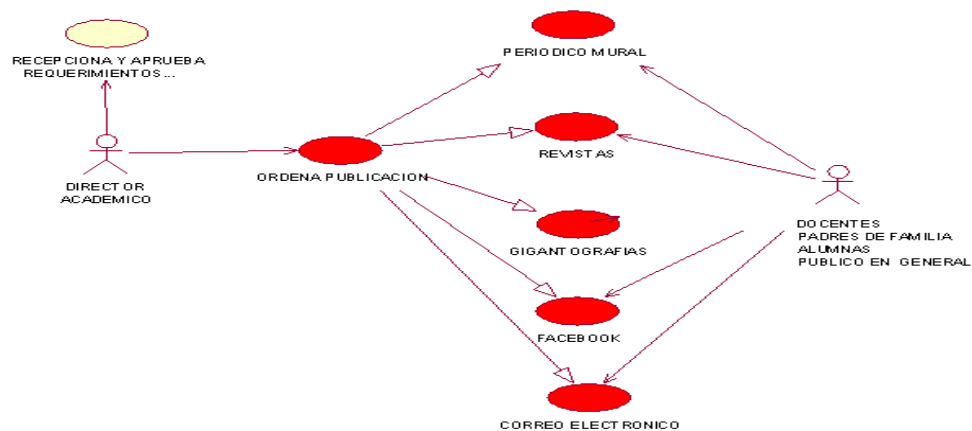 RECEPCIONA Y APRUEBA
REQUERIMIENTOS...
DIRECTOR
ACADEMICO
ORDENA PUBLICACION
PERIODICO MURAL
REVISTAS
GIGANTOGRAFIAS
FACEBOOK
CORREO ELECTRONICO
DOCENTES
PADRES DE FAMILIA
ALUMNAS
PUBLICO EN GENERAL